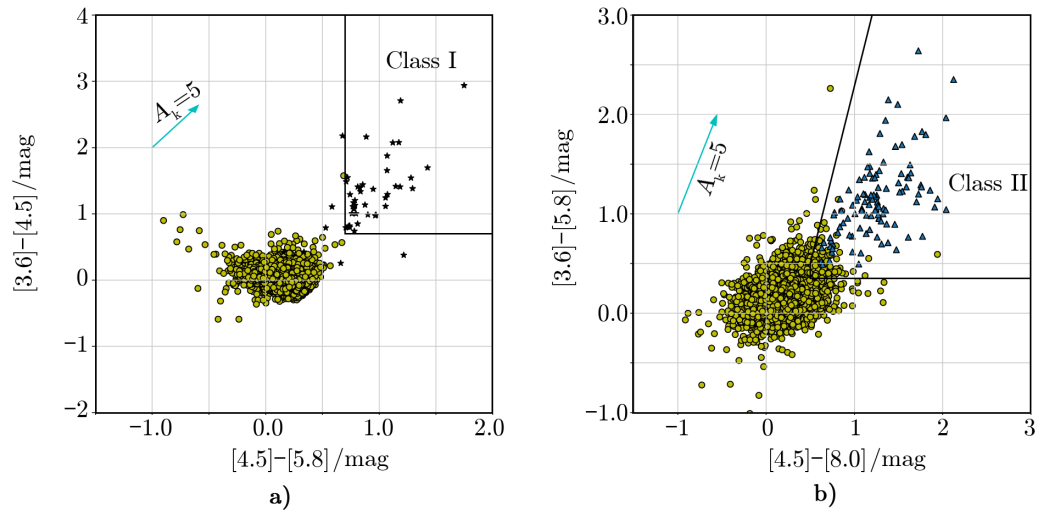 4
3
2
1
0
−1
−2
−1.0
0.0
1.0
2.0
[3.6]−[4.5]/mag
[4.5]−[5.8]/mag
A_k=5
Class I
a)
3.0
2.0
1.0
0.0
−1.0
−1
0
1
2
3
[3.6]−[5.8]/mag
[4.5]−[8.0]/mag
A_k=5
Class II
b)